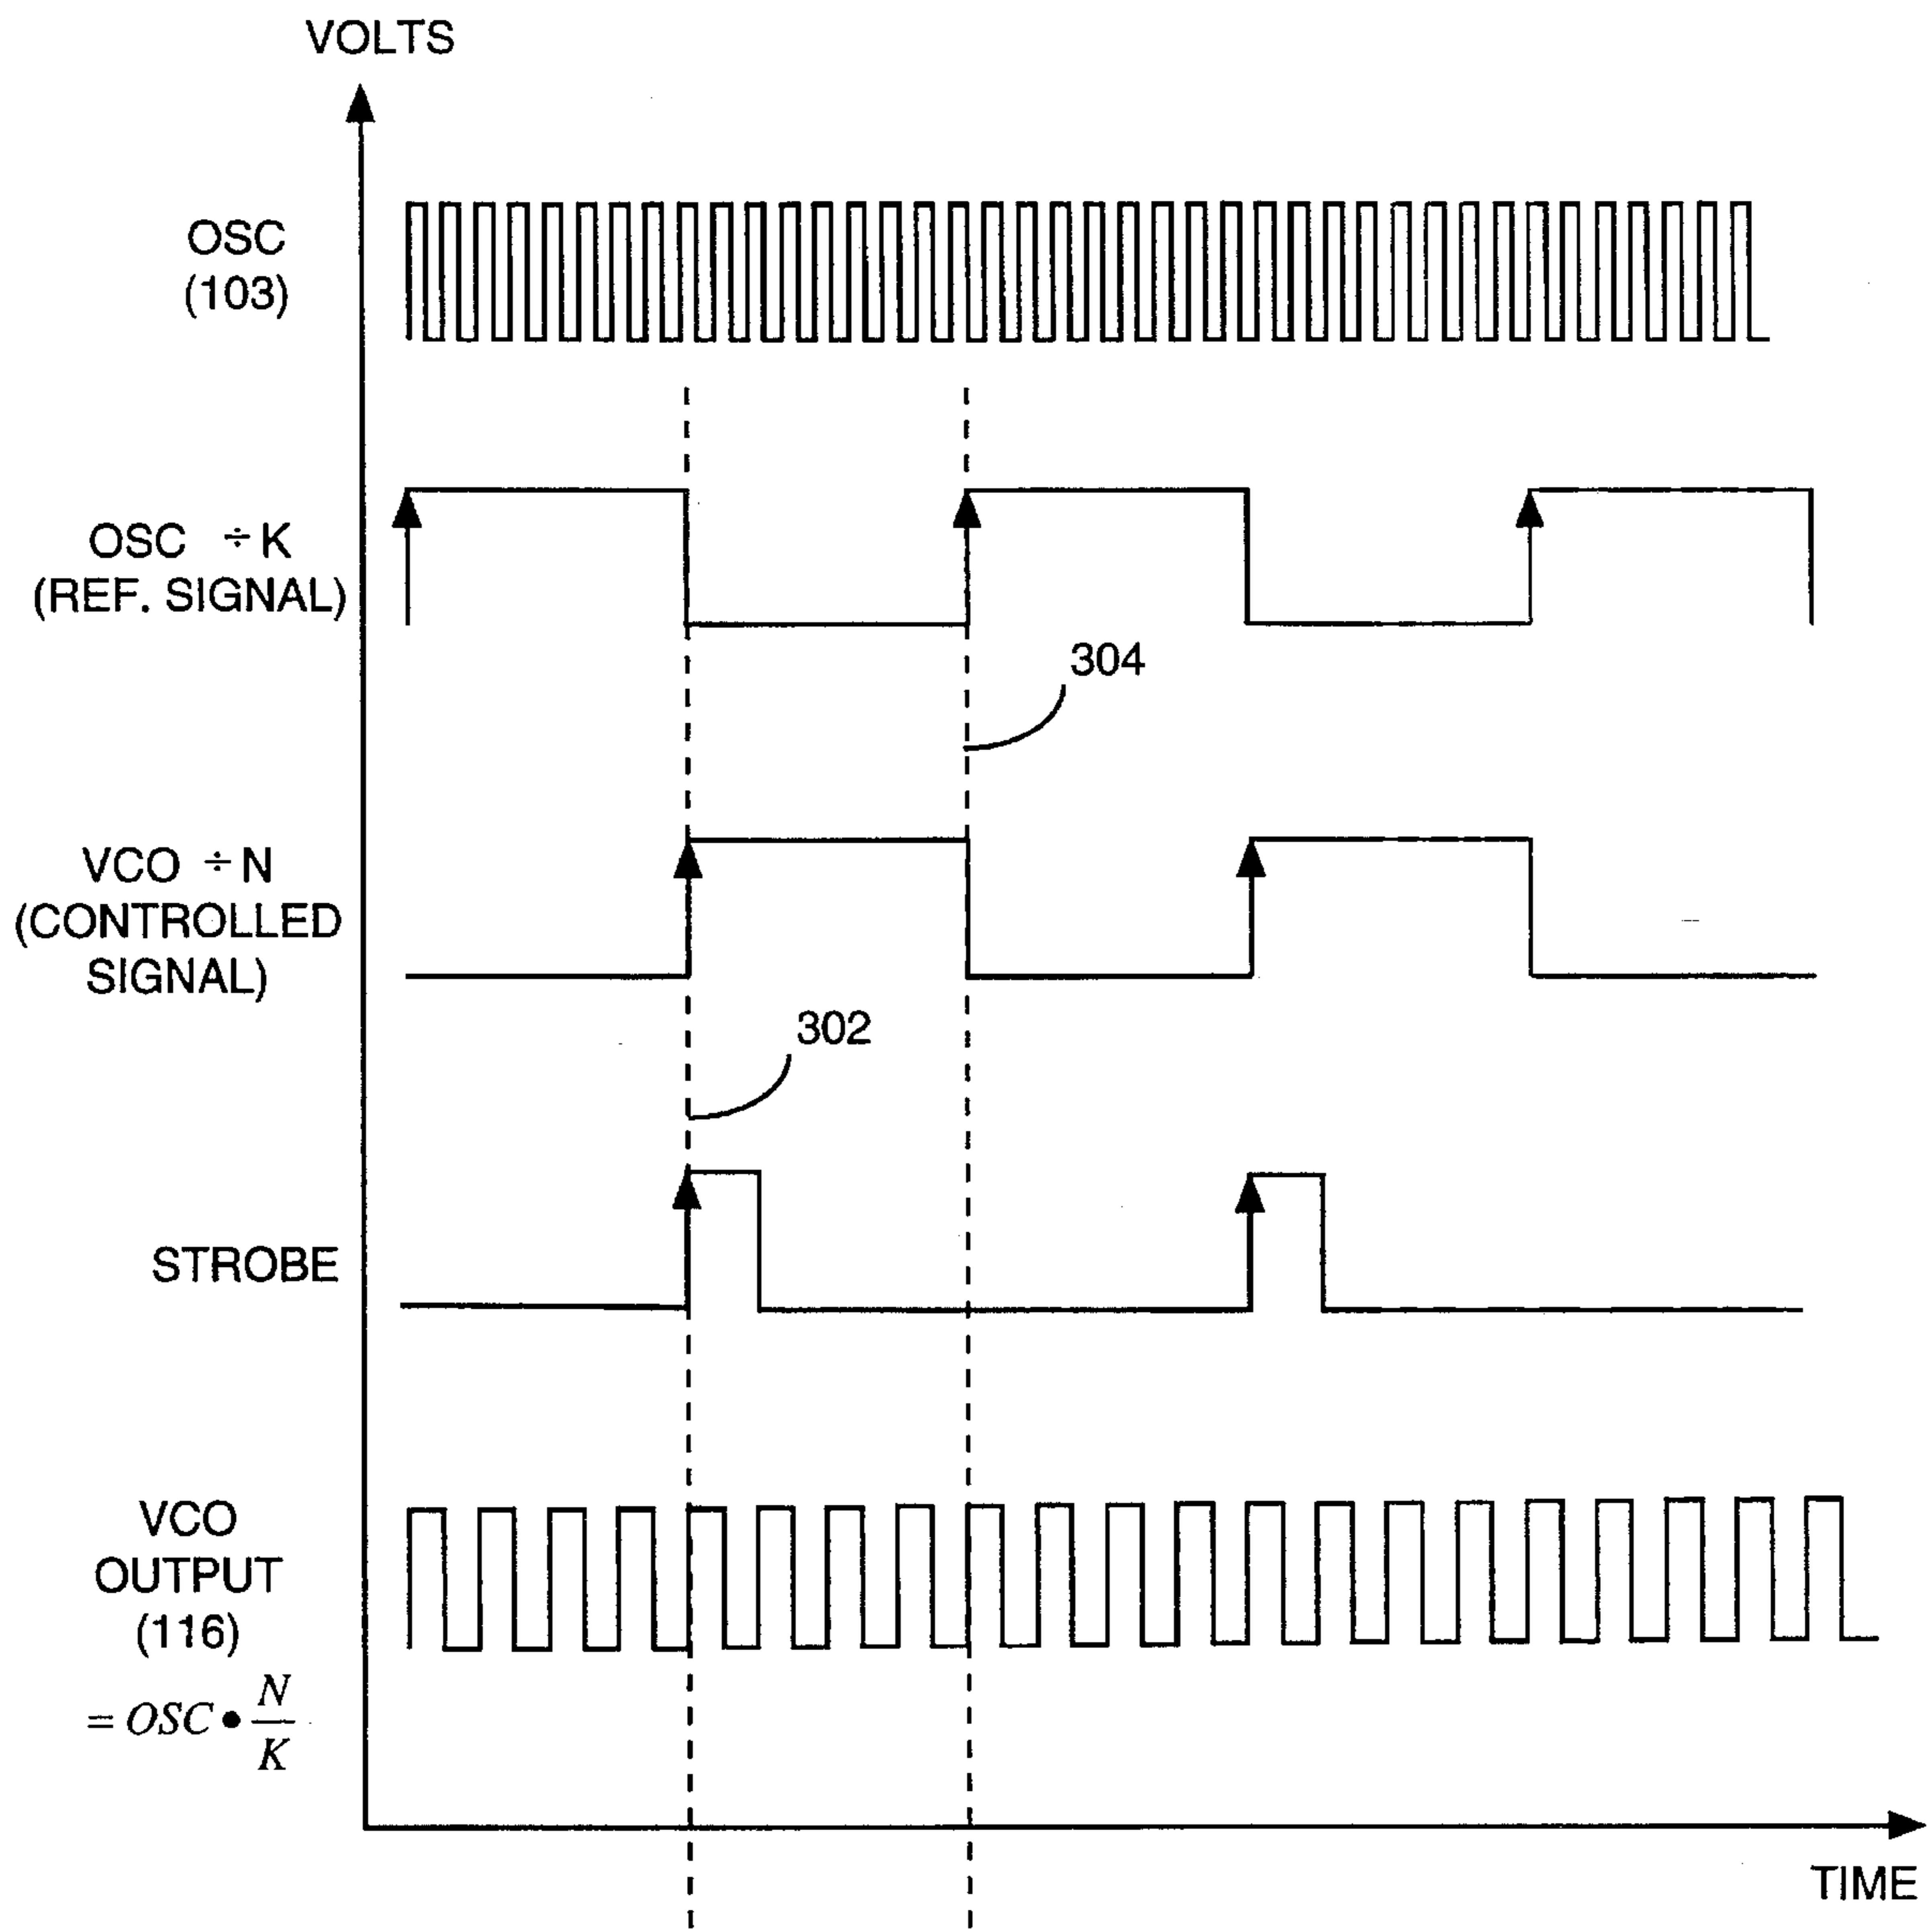 VOLTS
OSC
(103)
OSC ÷K
(REF. SIGNAL)
304
VCO ÷N
(CONTROLLED
SIGNAL)
302
STROBE
VCO
OUTPUT
(116)
= OSC • N/K
TIME